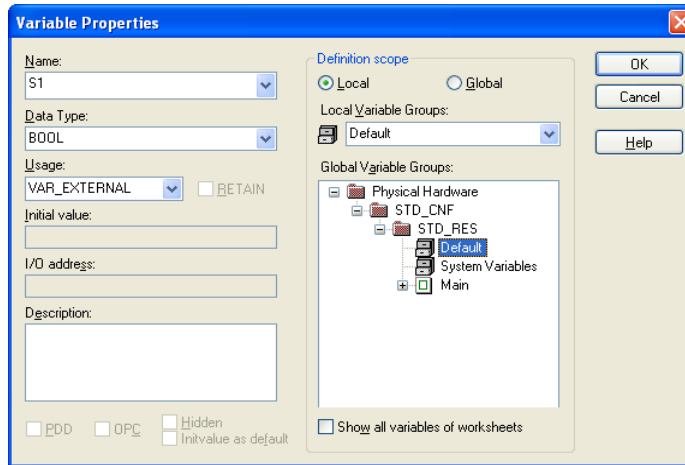 Variable Properties
Name:
S1
Data Type:
BOOL
Usage:
VAR_EXTERNAL
RETAIN
Initial value:
I/O address:
Description:
PDD
OPC
Hidden
Initvalue as default
Definition scope
Local
Global
Local Variable Groups:
Default
Global Variable Groups:
Physical Hardware
STD_CNF
STD_RES
Default
System Variables
Main
Show all variables of worksheets
OK
Cancel
Help